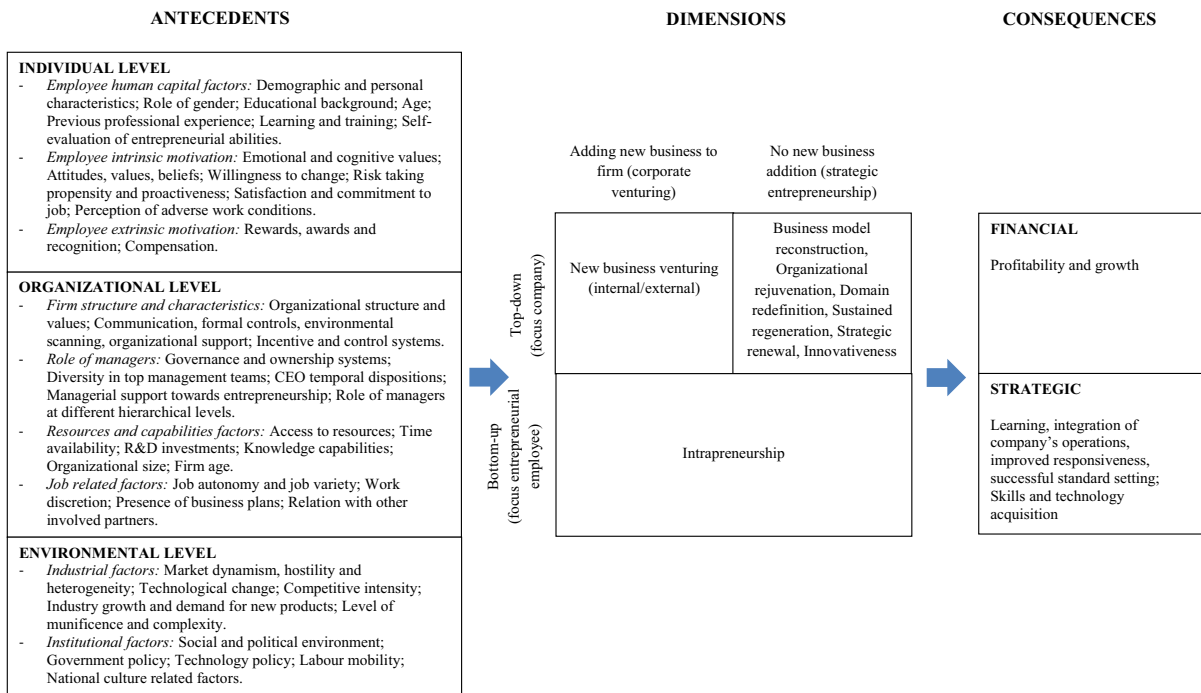 ANTECEDENTS
DIMENSIONS
CONSEQUENCES
INDIVIDUAL LEVEL
- Employee human capital factors: Demographic and personal
characteristics; Role of gender; Educational background; Age;
Previous professional experience; Learning and training; Self-
evaluation of entrepreneurial abilities.
- Employee intrinsic motivation: Emotional and cognitive values;
Attitudes, values, beliefs; Willingness to change; Risk taking
propensity and proactiveness; Satisfaction and commitment to
job; Perception of adverse work conditions.
- Employee extrinsic motivation: Rewards, awards and
recognition; Compensation.
ORGANIZATIONAL LEVEL
- Firm structure and characteristics: Organizational structure and
values; Communication, formal controls, environmental
scanning, organizational support; Incentive and control systems.
- Role of managers: Governance and ownership systems;
Diversity in top management teams; CEO temporal dispositions;
Managerial support towards entrepreneurship; Role of managers
at different hierarchical levels.
- Resources and capabilities factors: Access to resources; Time
availability; R&D investments; Knowledge capabilities;
Organizational size; Firm age.
- Job related factors: Job autonomy and job variety; Work
discretion; Presence of business plans; Relation with other
involved partners.
ENVIRONMENTAL LEVEL
- Industrial factors: Market dynamism, hostility and
heterogeneity; Technological change; Competitive intensity;
Industry growth and demand for new products; Level of
munificence and complexity.
- Institutional factors: Social and political environment;
Government policy; Technology policy; Labour mobility;
National culture related factors.
Adding new business to
firm (corporate
venturing)
No new business
addition (strategic
entrepreneurship)
Top-down
(focus company)
New business venturing
(internal/external)
Business model
reconstruction,
Organizational
rejuvenation, Domain
redefinition, Sustained
regeneration, Strategic
renewal, Innovativeness
Bottom-up
(focus entrepreneurial
employee)
Intrapreneurship
FINANCIAL
Profitability and growth
STRATEGIC
Learning, integration of
company’s operations,
improved responsiveness,
successful standard setting;
Skills and technology
acquisition